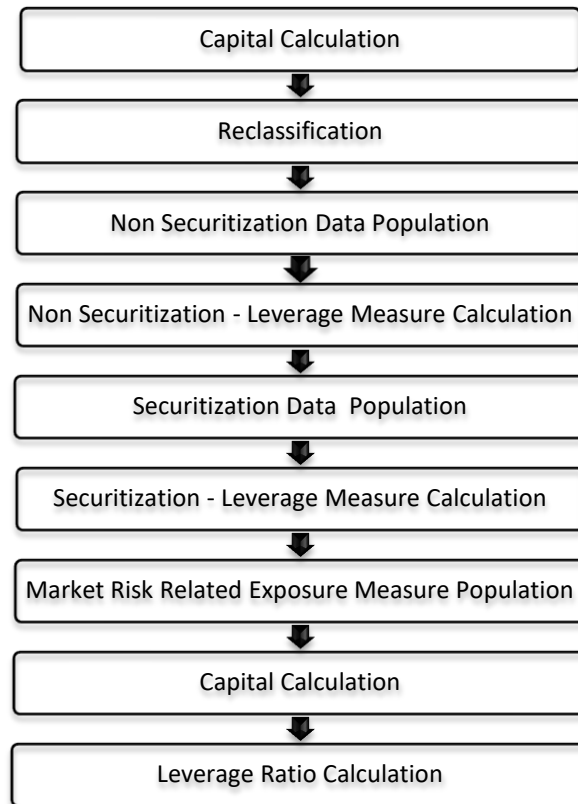 Capital Calculation
Reclassification
Non Securitization Data Population
Non Securitization - Leverage Measure Calculation
Securitization Data Population
Securitization - Leverage Measure Calculation
Market Risk Related Exposure Measure Population
Capital Calculation
Leverage Ratio Calculation